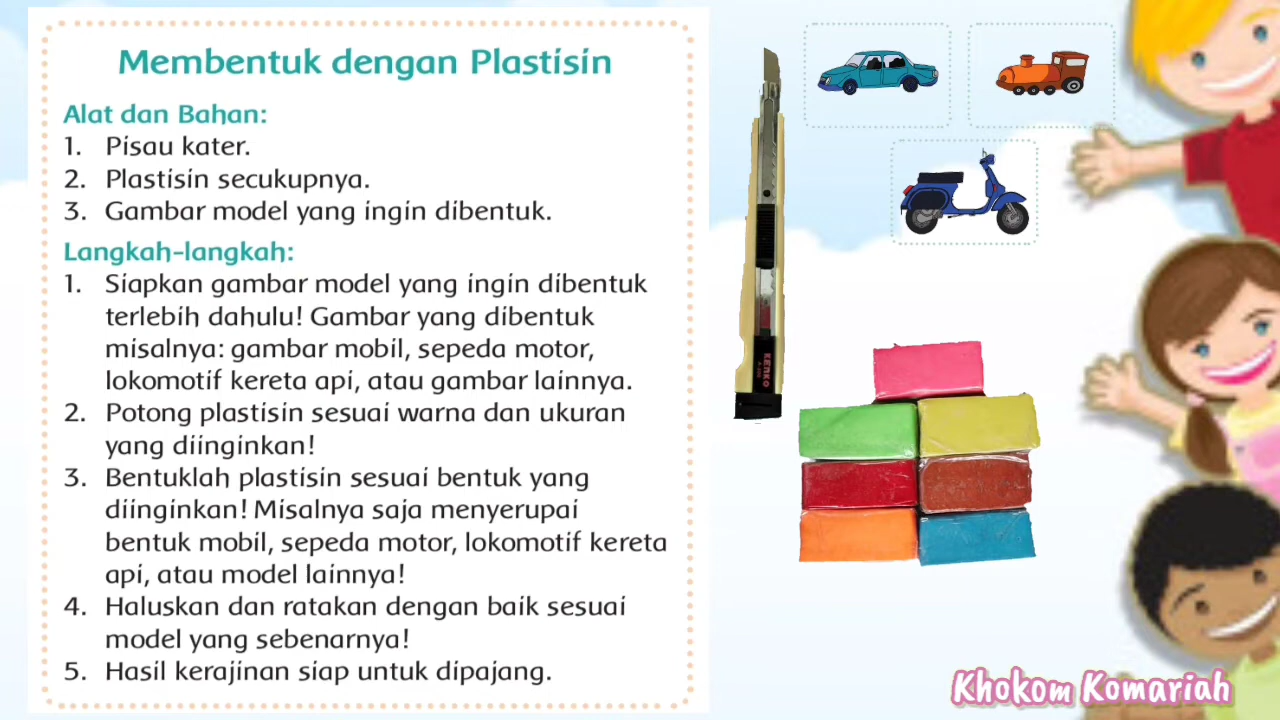 Membentuk dengan Plastisin
Alat dan Bahan:
1. Pisau kater.
2. Plastisin secukupnya.
3. Gambar model yang ingin dibentuk.
Langkah-langkah:
1. Siapkan gambar model yang ingin dibentuk
terlebih dahulu! Gambar yang dibentuk
misalnya: gambar mobil, sepeda motor,
lokomotif kereta api, atau gambar lainnya.
2. Potong plastisin sesuai warna dan ukuran
yang diinginkan!
3. Bentuklah plastisin sesuai bentuk yang
diinginkan! Misalnya saja menyerupai
bentuk mobil, sepeda motor, lokomotif kereta
api, atau model lainnya!
4. Haluskan dan ratakan dengan baik sesuai
model yang sebenarnya!
5. Hasil kerajinan siap untuk dipajang.
KENKO
Khokom Komariah